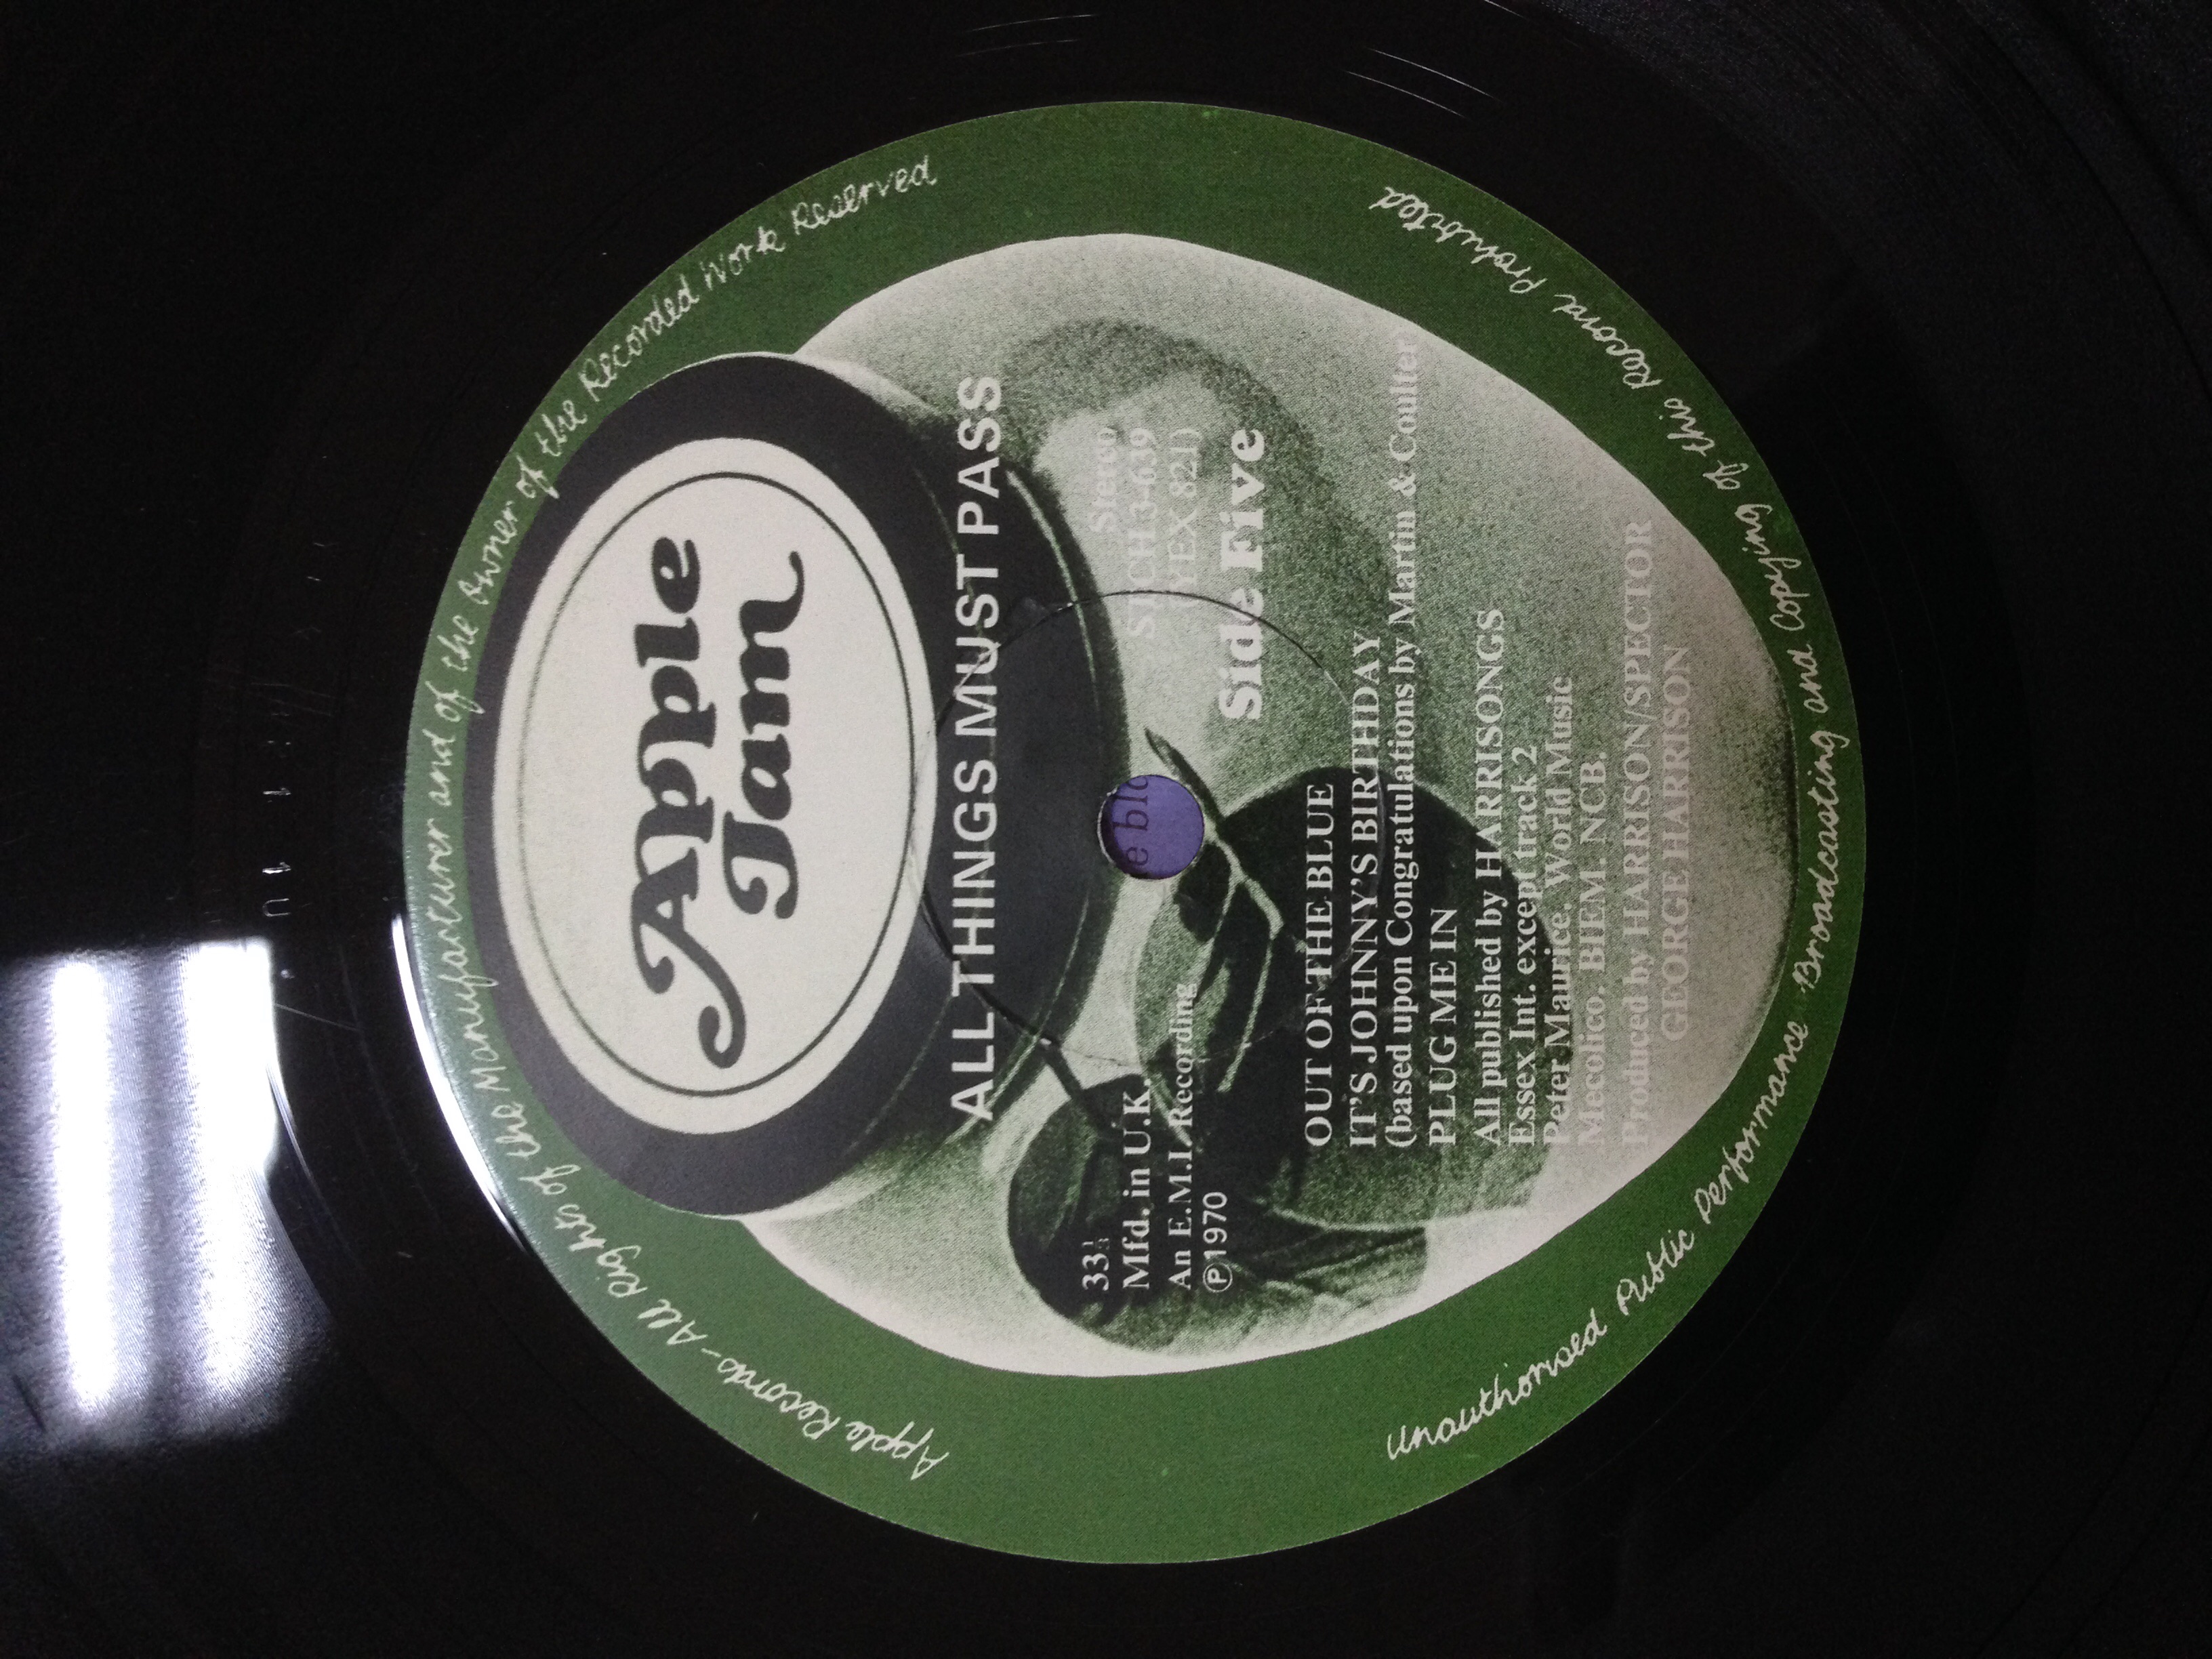 Apple Records - All Rights of the Manufacturer and of the Owner of the Recorded Work Reserved
Apple
Jam
ALL THINGS MUST PASS
33⅓
Mfd. in U.K.
An E.M.I. Recording
℗1970
Stereo
STCH 3-639
(YEX 821)
Side Five
OUT OF THE BLUE
IT'S JOHNNY'S BIRTHDAY
(based upon Congratulations by Martin & Coulter)
PLUG ME IN
All published by HARRISONGS
Essex Int. except track 2
Peter Maurice, World Music
Mecolico. BIEM. NCB.
Produced by HARRISON/SPECTOR
GEORGE HARRISON
Unauthorised Public Performance Broadcasting and Copying of this Record Prohibited